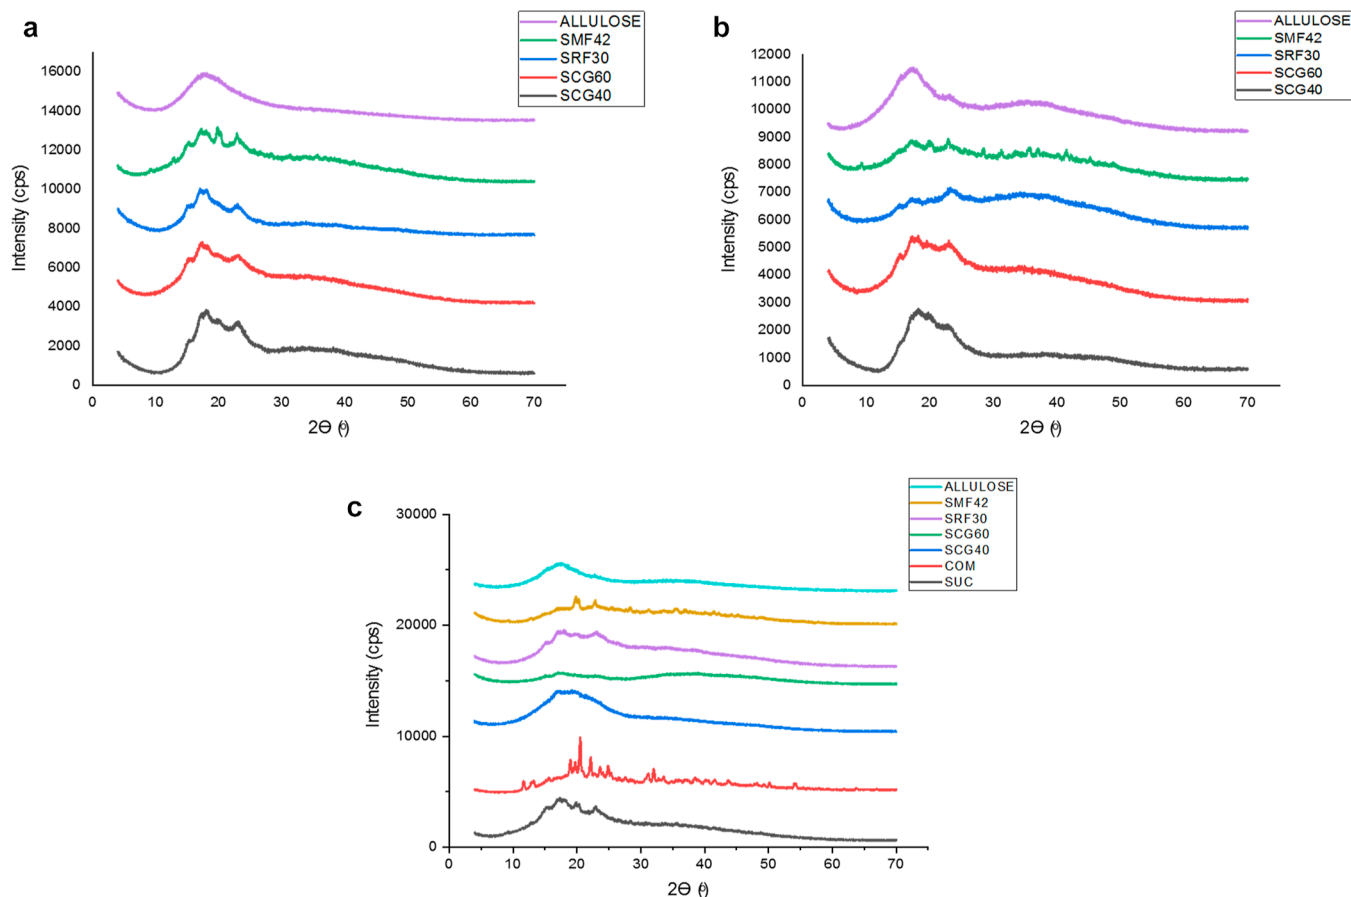 a
ALLULOSE
SMF42
SRF30
SCG60
SCG40
16000
14000
12000
10000
8000
6000
4000
2000
0
Intensity (cps)
0 10 20 30 40 50 60 70
2Θ (º)
b
ALLULOSE
SMF42
SRF30
SCG60
SCG40
12000
11000
10000
9000
8000
7000
6000
5000
4000
3000
2000
1000
0
Intensity (cps)
0 10 20 30 40 50 60 70
2Θ (º)
c
ALLULOSE
SMF42
SRF30
SCG60
SCG40
COM
SUC
30000
20000
10000
0
Intensity (cps)
0 10 20 30 40 50 60 70
2Θ (º)